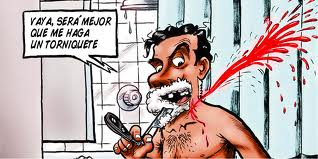 VAYA, SERÁ MEJOR
QUE ME HAGA
UN TORNIQUETE